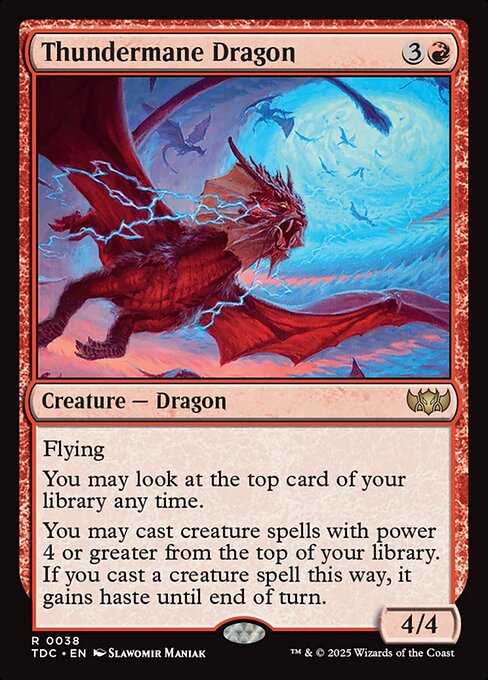 Thundermane Dragon 3
Creature — Dragon
Flying
You may look at the top card of your
library any time.
You may cast creature spells with power
4 or greater from the top of your library.
If you cast a creature spell this way, it
gains haste until end of turn.
4/4
R 0038
TDC • EN Slawomir Maniak
™ & © 2025 Wizards of the Coast